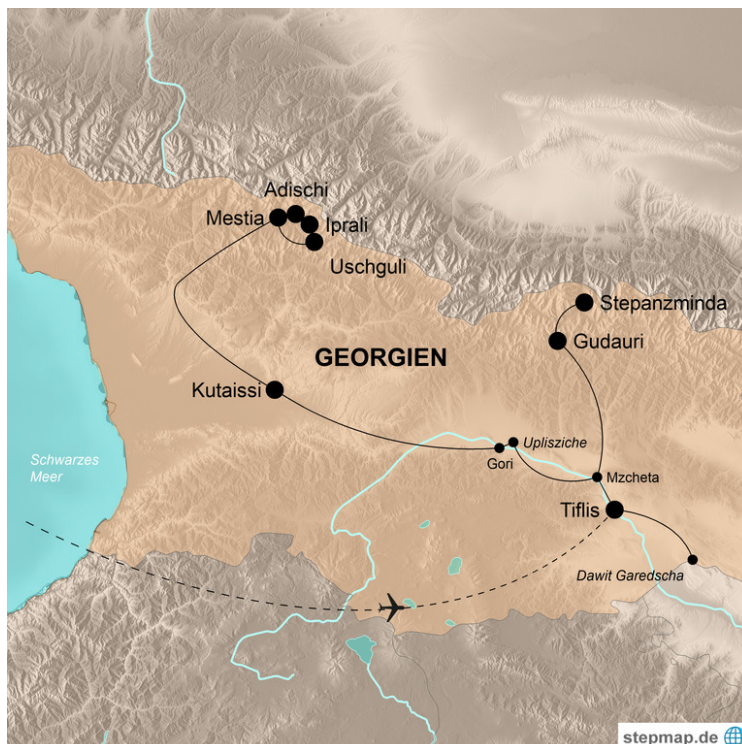 Adischi
Mestia
Iprali
Uschguli
Stepanzminda
GEORGIEN
Gudauri
Kutaissi
Uplisziche
Gori
Schwarzes
Meer
Mzcheta
Tiflis
Dawit Garedscha
stepmap.de